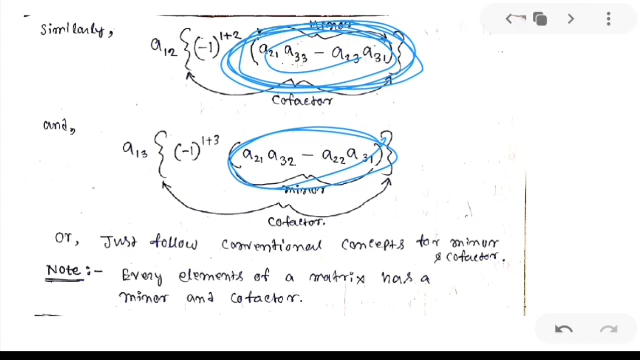 Similarly,
minor
a12 {(-1)^1+2 (a21 a33 - a23 a31)}
Cofactor
and,
a13 {(-1)^1+3 (a21 a32 - a22 a31)}
minor
Cofactor.
Or, Just follow conventional concepts for minor
& cofactor.
Note:- Every elements of a matrix has a
minor and cofactor.